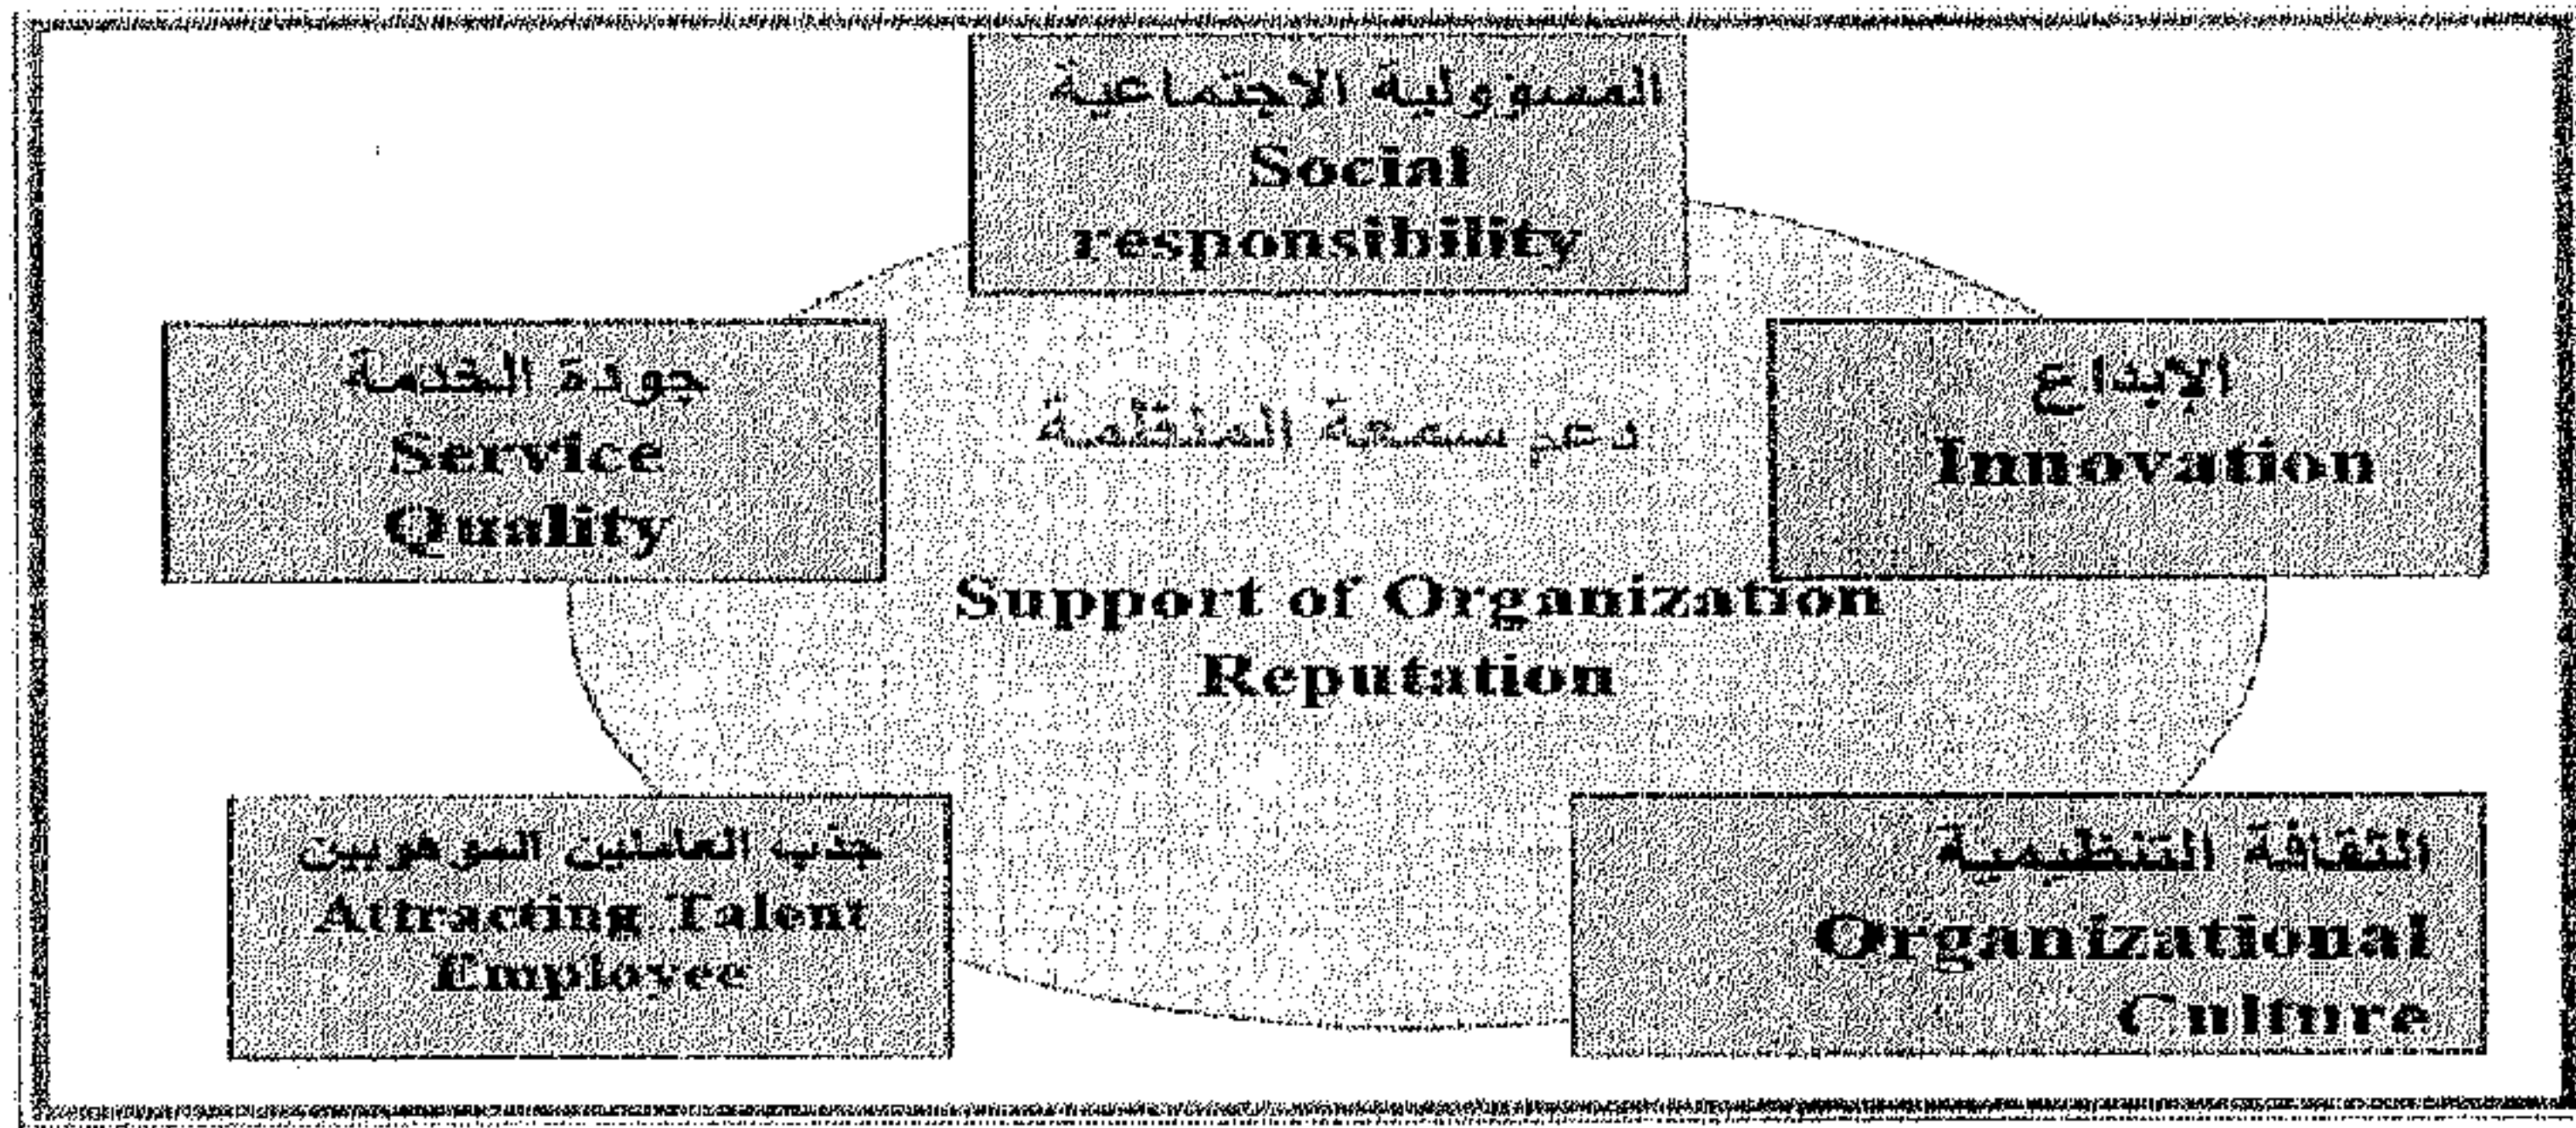 المسؤولية الاجتماعية
Social
responsibility
جودة الخدمة
Service
Quality
دعم سمعة المنظمة
Support of Organization
Reputation
الإبداع
Innovation
جذب العاملين الموهوبين
Attracting Talent
Employee
الثقافة التنظيمية
Organizational
Culture